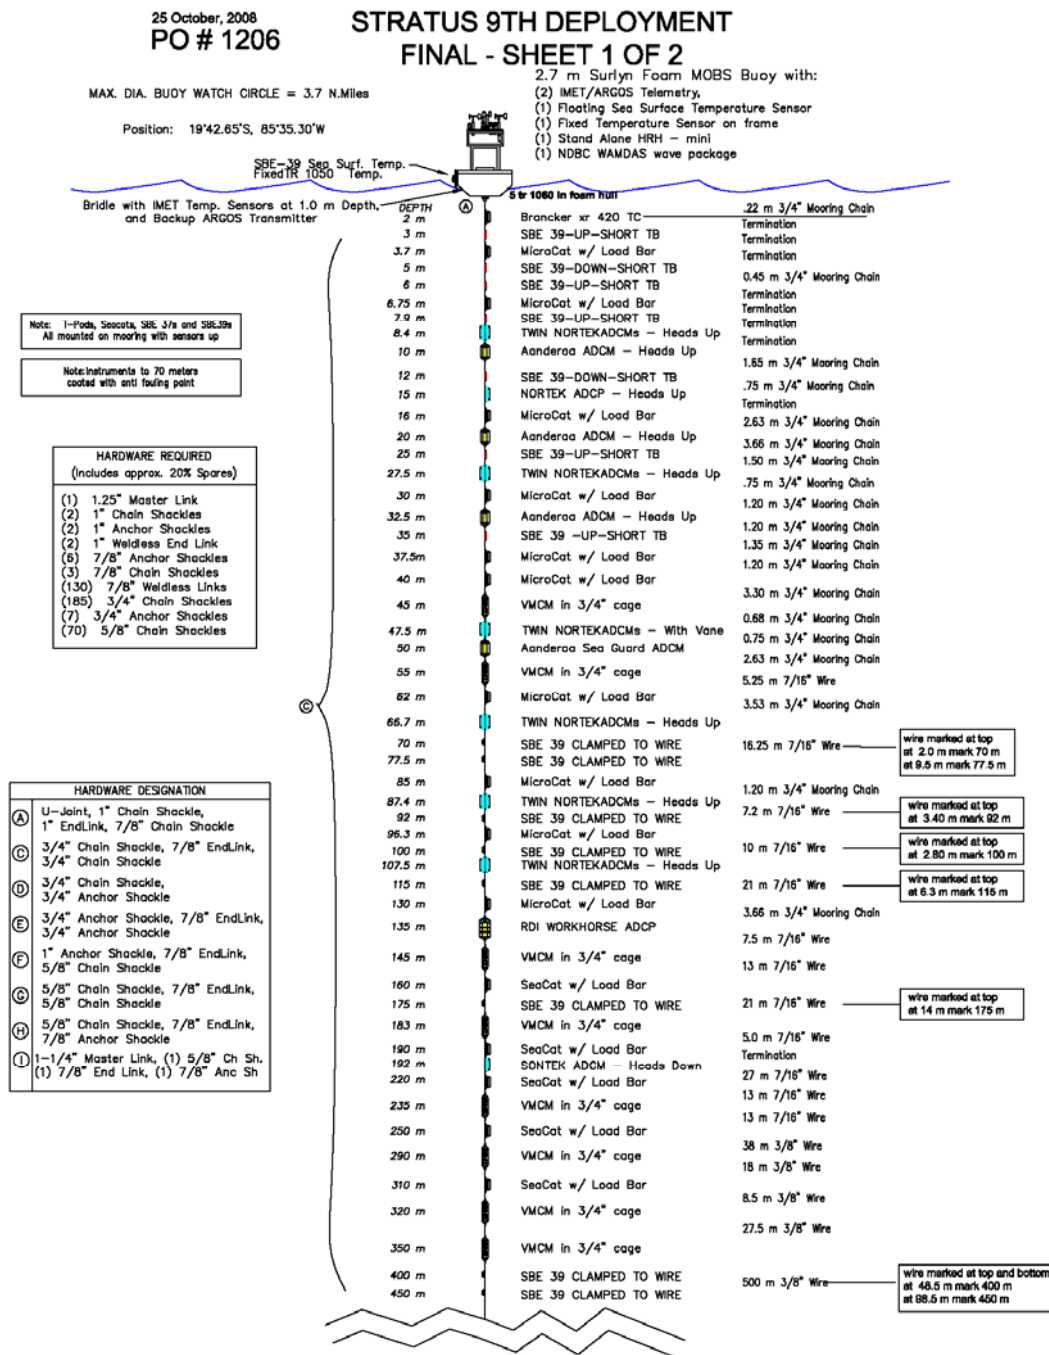 25 October, 2008
PO # 1206
STRATUS 9TH DEPLOYMENT
FINAL - SHEET 1 OF 2
MAX. DIA. BUOY WATCH CIRCLE = 3.7 N.Miles
Position: 19°42.65'S, 85°35.30'W
2.7 m Surlyn Foam MOBS Buoy with:
(2) IMET/ARGOS Telemetry,
(1) Floating Sea Surface Temperature Sensor
(1) Fixed Temperature Sensor on frame
(1) Stand Alone HRH - mini
(1) NDBC WAMDAS wave package
SBE-39 Sea Surf. Temp.
FixedTR 1050 Temp.
5 tr 1060 in foam hull
Bridle with IMET Temp. Sensors at 1.0 m Depth,
and Backup ARGOS Transmitter
DEPTH
A
2 m Brancker xr 420 TC .22 m 3/4" Mooring Chain
Termination
3 m SBE 39-UP-SHORT TB
Termination
3.7 m MicroCat w/ Load Bar Termination
5 m SBE 39-DOWN-SHORT TB
0.45 m 3/4" Mooring Chain
6 m SBE 39-UP-SHORT TB
Termination
6.75 m MicroCat w/ Load Bar
Termination
7.9 m SBE 39-UP-SHORT TB
Termination
8.4 m TWIN NORTEKADCMs - Heads Up
Termination
10 m Aanderaa ADCM - Heads Up
1.65 m 3/4" Mooring Chain
12 m SBE 39-DOWN-SHORT TB
.75 m 3/4" Mooring Chain
15 m NORTEK ADCP - Heads Up
Termination
16 m MicroCat w/ Load Bar
2.63 m 3/4" Mooring Chain
20 m Aanderaa ADCM - Heads Up
3.66 m 3/4" Mooring Chain
25 m SBE 39-UP-SHORT TB
1.50 m 3/4" Mooring Chain
27.5 m TWIN NORTEKADCMs - Heads Up
.75 m 3/4" Mooring Chain
30 m MicroCat w/ Load Bar
1.20 m 3/4" Mooring Chain
32.5 m Aanderaa ADCM - Heads Up
1.20 m 3/4" Mooring Chain
35 m SBE 39 -UP-SHORT TB
1.35 m 3/4" Mooring Chain
37.5m MicroCat w/ Load Bar
1.20 m 3/4" Mooring Chain
40 m MicroCat w/ Load Bar
3.30 m 3/4" Mooring Chain
45 m VMCM in 3/4" cage
0.68 m 3/4" Mooring Chain
47.5 m TWIN NORTEKADCMs - With Vane
0.75 m 3/4" Mooring Chain
50 m Aanderaa Sea Guard ADCM
2.63 m 3/4" Mooring Chain
55 m VMCM in 3/4" cage
5.25 m 7/16" Wire
62 m MicroCat w/ Load Bar
3.53 m 3/4" Mooring Chain
66.7 m TWIN NORTEKADCMs - Heads Up
70 m SBE 39 CLAMPED TO WIRE 16.25 m 7/16" Wire
77.5 m SBE 39 CLAMPED TO WIRE
85 m MicroCat w/ Load Bar
1.20 m 3/4" Mooring Chain
87.4 m TWIN NORTEKADCMs - Heads Up
7.2 m 7/16" Wire
92 m SBE 39 CLAMPED TO WIRE
96.3 m MicroCat w/ Load Bar
100 m SBE 39 CLAMPED TO WIRE 10 m 7/16" Wire
107.5 m TWIN NORTEKADCMs - Heads Up
115 m SBE 39 CLAMPED TO WIRE 21 m 7/16" Wire
130 m MicroCat w/ Load Bar
3.66 m 3/4" Mooring Chain
135 m RDI WORKHORSE ADCP
7.5 m 7/16" Wire
145 m VMCM in 3/4" cage
13 m 7/16" Wire
160 m SeaCat w/ Load Bar
175 m SBE 39 CLAMPED TO WIRE 21 m 7/16" Wire
183 m VMCM in 3/4" cage
5.0 m 7/16" Wire
190 m SeaCat w/ Load Bar
Termination
192 m SONTEK ADCM - Heads Down
27 m 7/16" Wire
220 m SeaCat w/ Load Bar
13 m 7/16" Wire
235 m VMCM in 3/4" cage
13 m 7/16" Wire
250 m SeaCat w/ Load Bar
38 m 3/8" Wire
290 m VMCM in 3/4" cage
18 m 3/8" Wire
310 m SeaCat w/ Load Bar
8.5 m 3/8" Wire
320 m VMCM in 3/4" cage
27.5 m 3/8" Wire
350 m VMCM in 3/4" cage
400 m SBE 39 CLAMPED TO WIRE 500 m 3/8" Wire
450 m SBE 39 CLAMPED TO WIRE
wire marked at top
at 2.0 m mark 70 m
at 9.5 m mark 77.5 m
wire marked at top
at 3.40 m mark 92 m
wire marked at top
at 2.80 m mark 100 m
wire marked at top
at 6.3 m mark 115 m
wire marked at top
at 14 m mark 175 m
wire marked at top and bottom
at 48.5 m mark 400 m
at 98.5 m mark 450 m
Note: T-Pods, Seacats, SBE 37s and SBE39s
All mounted on mooring with sensors up
Note:Instruments to 70 meters
coated with anti fouling paint
HARDWARE REQUIRED
(includes approx. 20% Spares)
(1) 1.25" Master Link
(2) 1" Chain Shackles
(2) 1" Anchor Shackles
(2) 1" Weldless End Link
(6) 7/8" Anchor Shackles
(3) 7/8" Chain Shackles
(130) 7/8" Weldless Links
(185) 3/4" Chain Shackles
(7) 3/4" Anchor Shackles
(70) 5/8" Chain Shackles
C
HARDWARE DESIGNATION
A U-Joint, 1" Chain Shackle,
1" EndLink, 7/8" Chain Shackle
C 3/4" Chain Shackle, 7/8" EndLink,
3/4" Chain Shackle
D 3/4" Chain Shackle,
3/4" Anchor Shackle
E 3/4" Anchor Shackle, 7/8" EndLink,
3/4" Anchor Shackle
F 1" Anchor Shackle, 7/8" EndLink,
5/8" Chain Shackle
G 5/8" Chain Shackle, 7/8" EndLink,
5/8" Chain Shackle
H 5/8" Chain Shackle, 7/8" EndLink,
7/8" Anchor Shackle
I 1-1/4" Master Link, (1) 5/8" Ch Sh.
(1) 7/8" End Link, (1) 7/8" Anc Sh